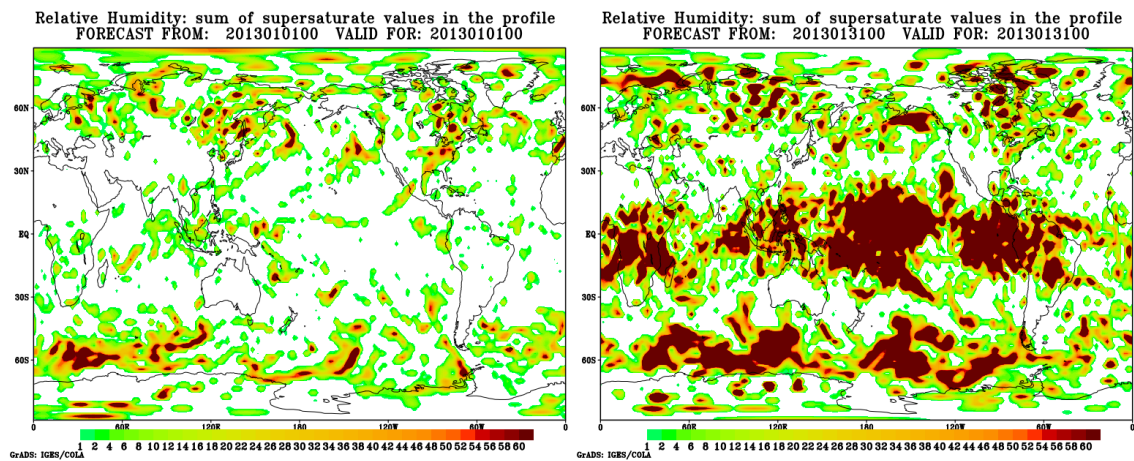 Relative Humidity: sum of supersaturate values in the profile
FORECAST FROM: 2013010100 VALID FOR: 2013010100
60N
30N
EQ
30S
60S
0 60E 120E 180 120W 60W 0
1 2 4 6 8 10 12 14 16 18 20 22 24 26 28 30 32 34 36 38 40 42 44 46 48 50 52 54 56 58 60
GrADS: IGES/COLA
Relative Humidity: sum of supersaturate values in the profile
FORECAST FROM: 2013013100 VALID FOR: 2013013100
60N
30N
EQ
30S
60S
0 60E 120E 180 120W 60W 0
1 2 4 6 8 10 12 14 16 18 20 22 24 26 28 30 32 34 36 38 40 42 44 46 48 50 52 54 56 58 60
GrADS: IGES/COLA